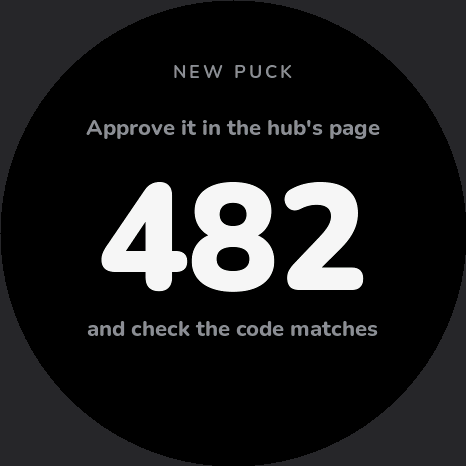 NEW PUCK
Approve it in the hub's page
482
and check the code matches